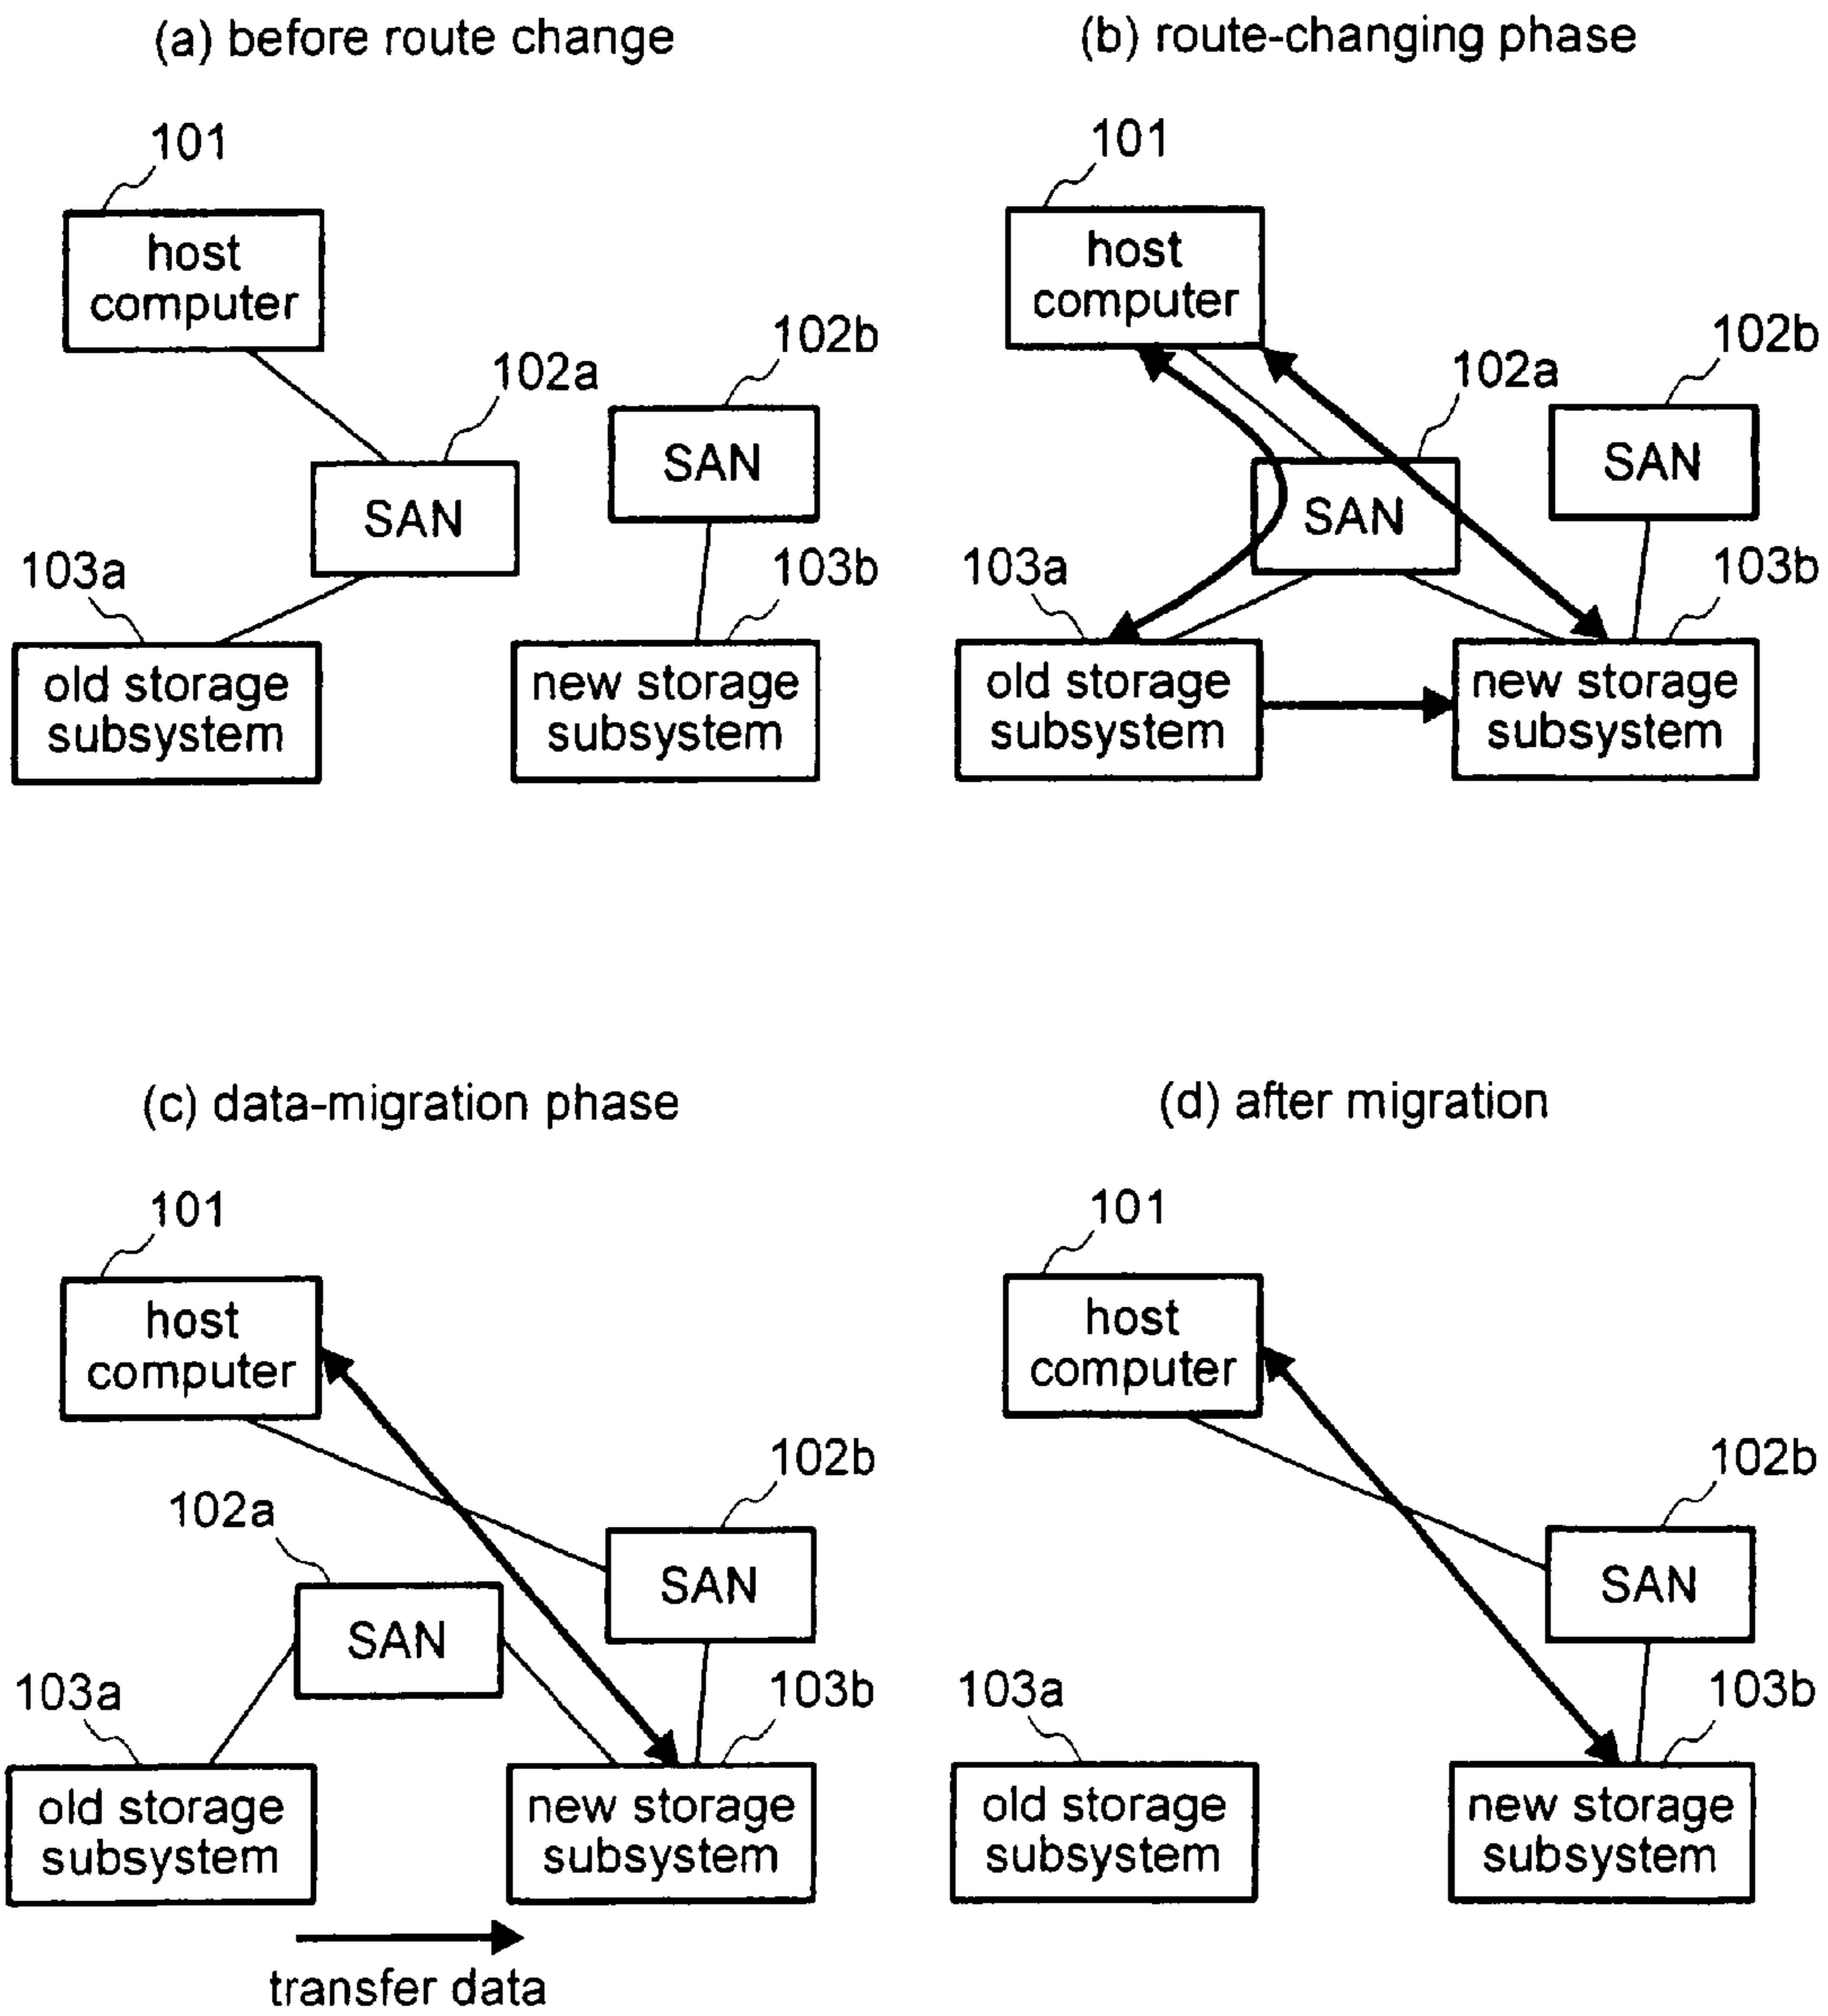 (a) before route change
101
host
computer
102b
102a
SAN
SAN
103a
103b
old storage
subsystem
new storage
subsystem
(b) route-changing phase
101
host
computer
102b
102a
SAN
SAN
103a
103b
old storage
subsystem
new storage
subsystem
(c) data-migration phase
101
host
computer
102b
102a
SAN
SAN
103a
103b
old storage
subsystem
new storage
subsystem
transfer data
(d) after migration
101
host
computer
102b
SAN
103a
103b
old storage
subsystem
new storage
subsystem